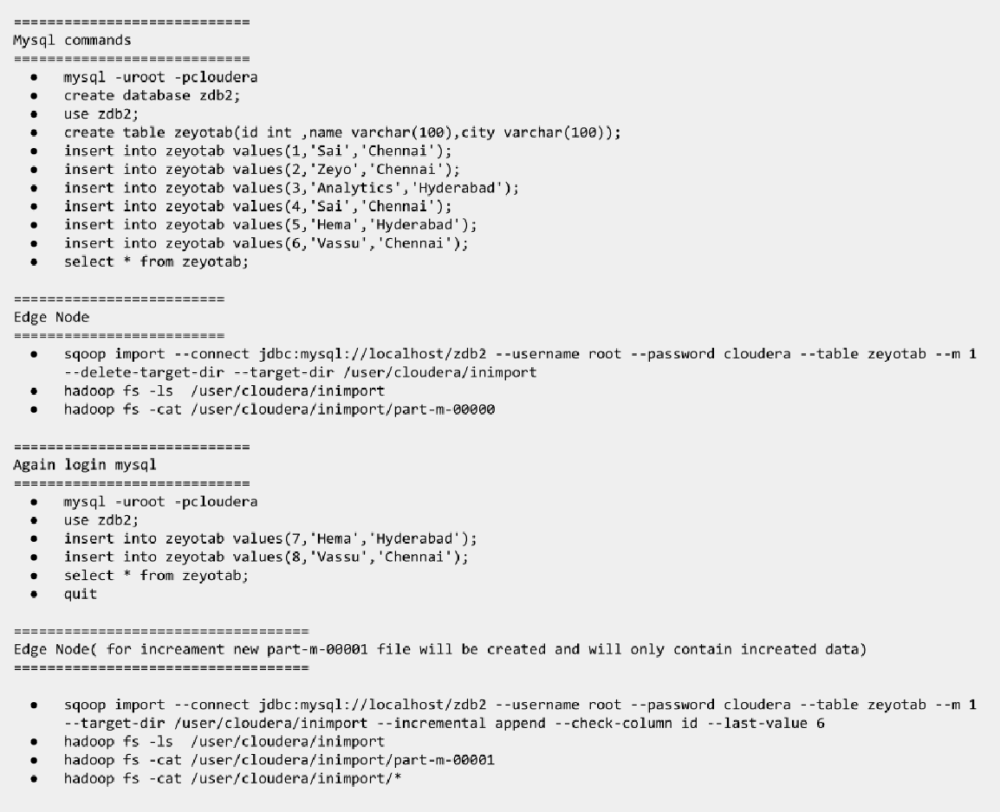 ============================
Mysql commands
============================
● mysql -uroot -pcloudera
● create database zdb2;
● use zdb2;
● create table zeyotab(id int ,name varchar(100),city varchar(100));
● insert into zeyotab values(1,'Sai','Chennai');
● insert into zeyotab values(2,'Zeyo','Chennai');
● insert into zeyotab values(3,'Analytics','Hyderabad');
● insert into zeyotab values(4,'Sai','Chennai');
● insert into zeyotab values(5,'Hema','Hyderabad');
● insert into zeyotab values(6,'Vassu','Chennai');
● select * from zeyotab;
=========================
Edge Node
=========================
● sqoop import --connect jdbc:mysql://localhost/zdb2 --username root --password cloudera --table zeyotab --m 1
--delete-target-dir --target-dir /user/cloudera/inimport
● hadoop fs -ls  /user/cloudera/inimport
● hadoop fs -cat /user/cloudera/inimport/part-m-00000
============================
Again login mysql
============================
● mysql -uroot -pcloudera
● use zdb2;
● insert into zeyotab values(7,'Hema','Hyderabad');
● insert into zeyotab values(8,'Vassu','Chennai');
● select * from zeyotab;
● quit
===================================
Edge Node( for increament new part-m-00001 file will be created and will only contain increated data)
===================================
● sqoop import --connect jdbc:mysql://localhost/zdb2 --username root --password cloudera --table zeyotab --m 1
--target-dir /user/cloudera/inimport --incremental append --check-column id --last-value 6
● hadoop fs -ls  /user/cloudera/inimport
● hadoop fs -cat /user/cloudera/inimport/part-m-00001
● hadoop fs -cat /user/cloudera/inimport/*